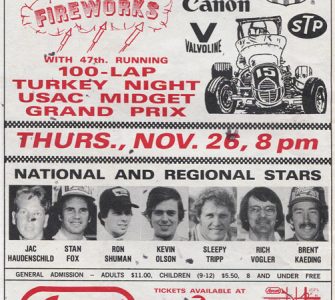 FIREWORKS
Canon
V
VALVOLINE
STP
WITH 47th. RUNNING
100-LAP
TURKEY NIGHT
USAC MIDGET
GRAND PRIX
15
THURS., NOV. 26, 8 pm
NATIONAL AND REGIONAL STARS
JAC
HAUDENSCHILD
STAN
FOX
RON
SHUMAN
KEVIN
OLSON
SLEEPY
TRIPP
RICH
VOGLER
BRENT
KAEDING
GENERAL ADMISSION – ADULTS $11.00, CHILDREN (9-12) $5.50, 8 AND UNDER FREE
TICKETS AVAILABLE AT